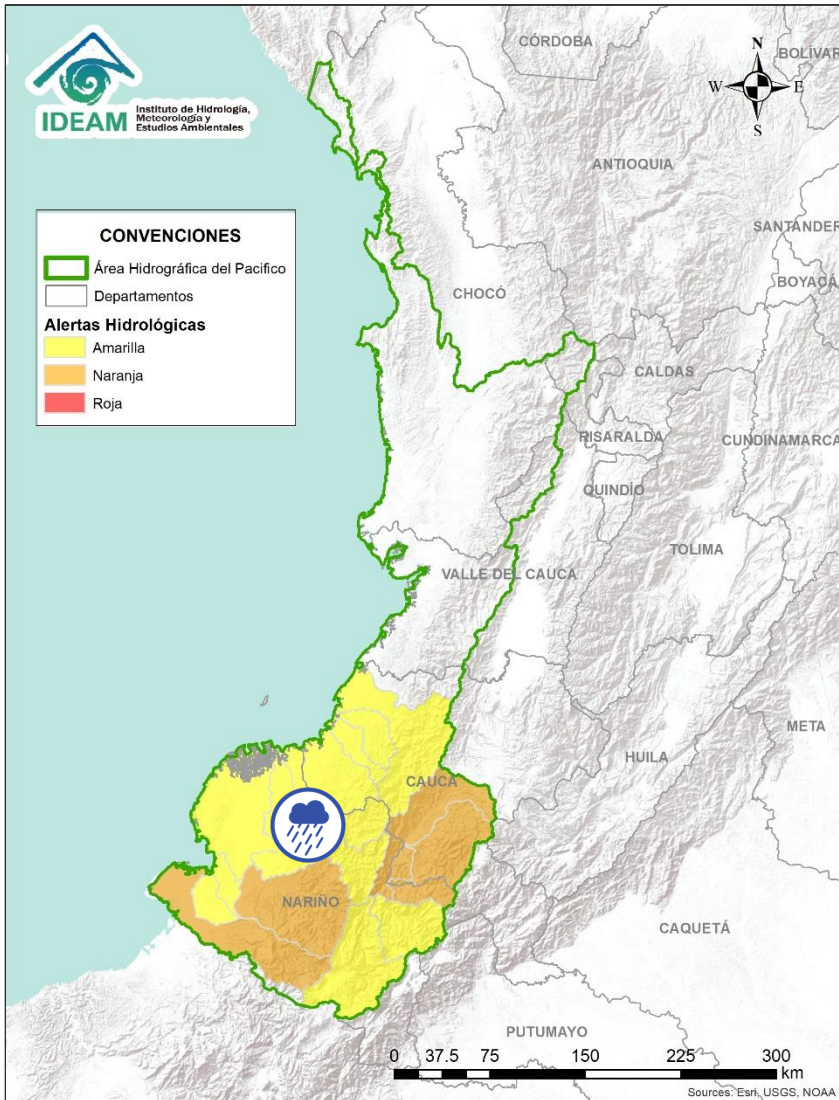 IDEAM
Instituto de Hidrología,
Meteorología y
Estudios Ambientales
N
W
E
S
CÓRDOBA
BOLÍVAR
ANTIOQUIA
SANTANDER
BOYACÁ
CHOCÓ
CALDAS
RISARALDA
CUNDINAMARCA
QUINDÍO
TOLIMA
VALLE DEL CAUCA
META
HUILA
CAUCA
NARIÑO
CAQUETÁ
PUTUMAYO
CONVENCIONES
Área Hidrográfica del Pacifico
Departamentos
Alertas Hidrológicas
Amarilla
Naranja
Roja
0 37.5 75 150 225 300
km
Sources: Esri, USGS, NOAA